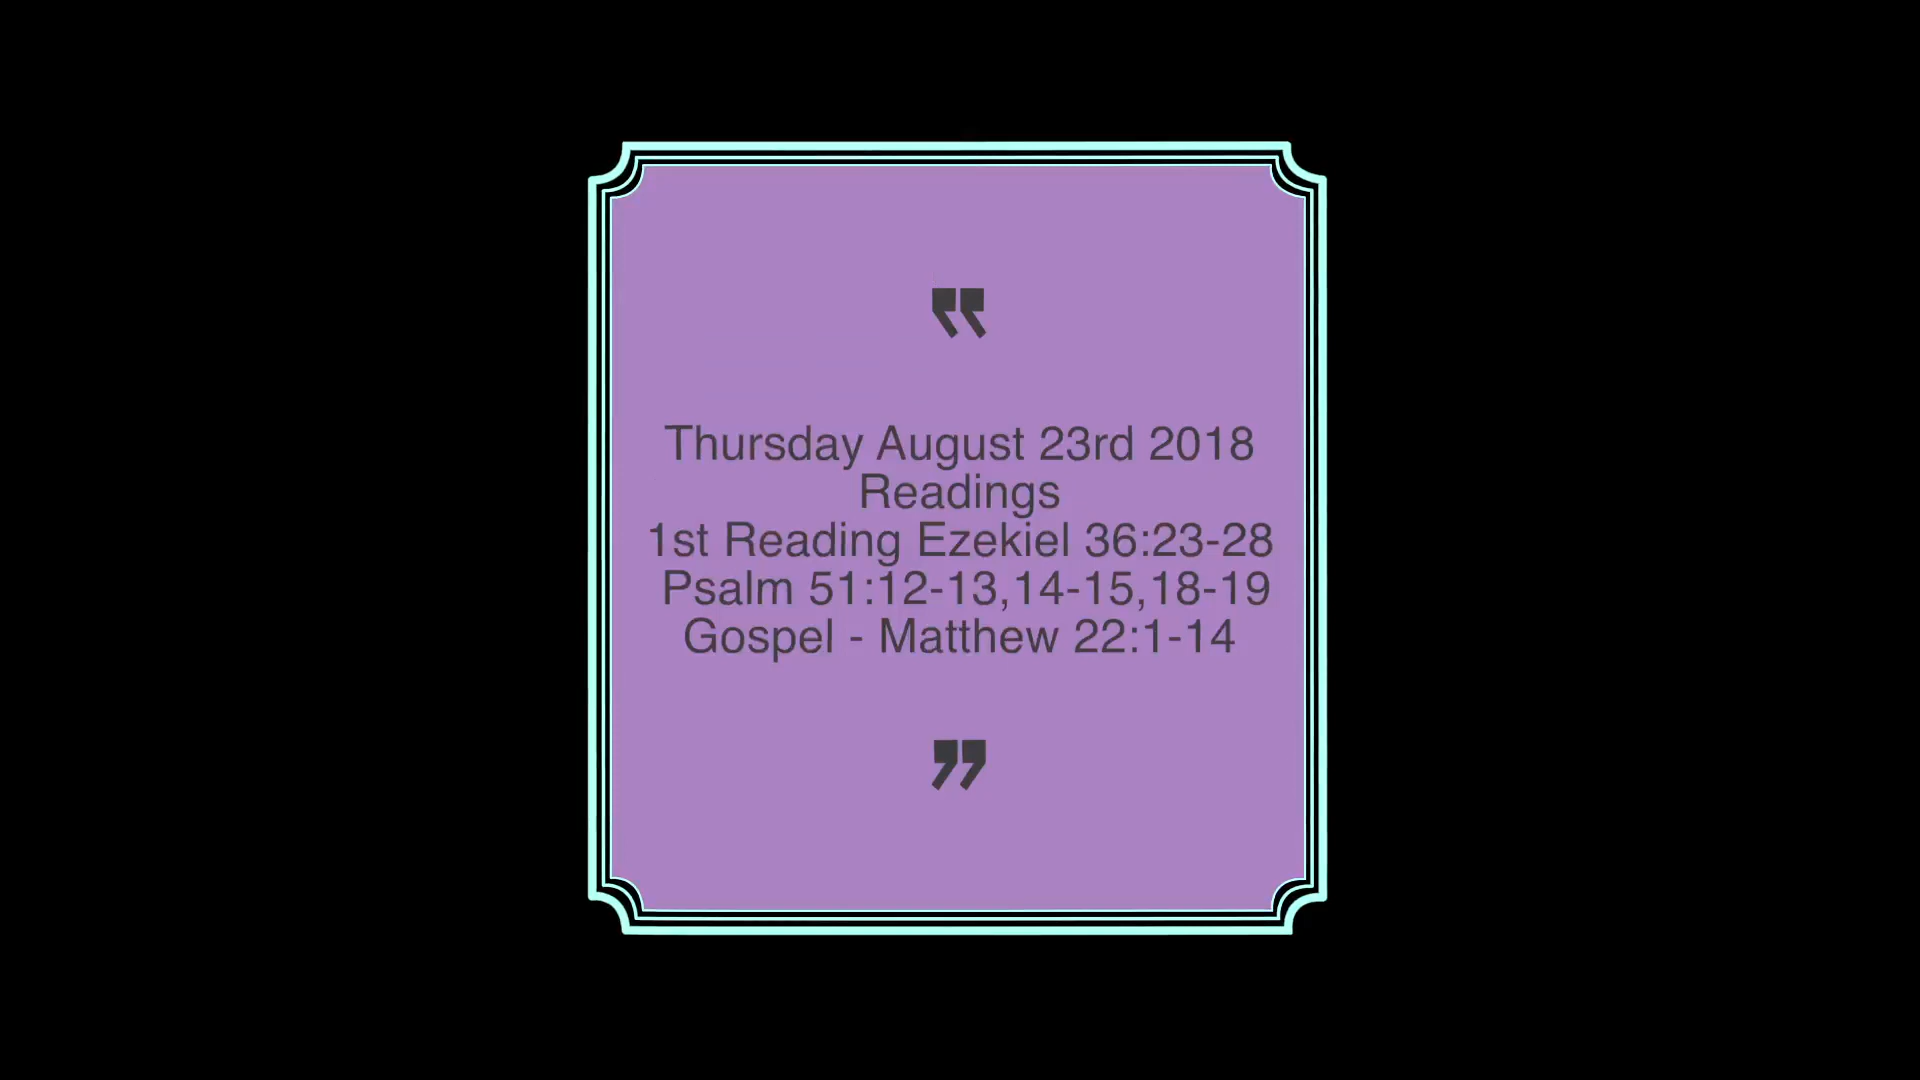 ‟
Thursday August 23rd 2018
Readings
1st Reading Ezekiel 36:23-28
Psalm 51:12-13,14-15,18-19
Gospel - Matthew 22:1-14
”